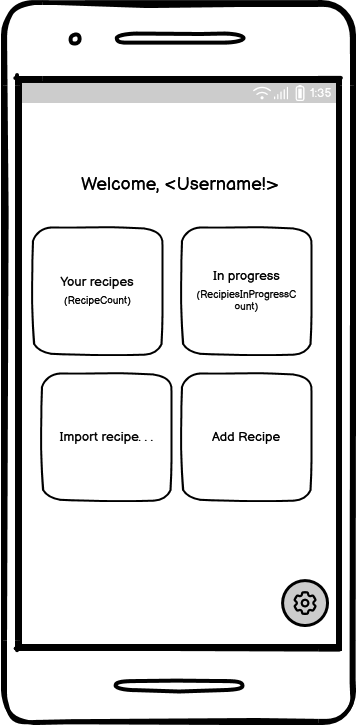 1:35
Welcome, <Username!>
Your recipes
(RecipeCount)
In progress
(RecipiesInProgressC
ount)
Import recipe...
Add Recipe